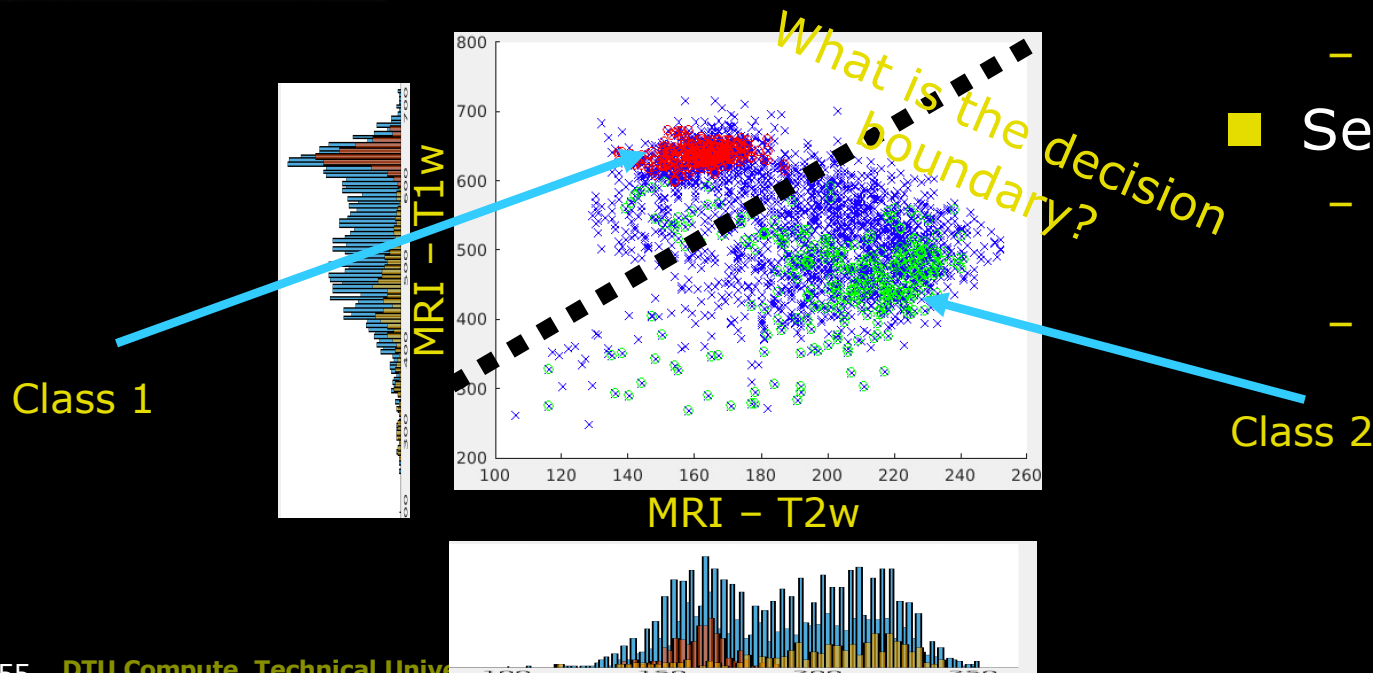 What is the decision
boundary?
Se
Class 1
Class 2
MRI – T1w
800
700
600
500
400
300
200
100 120 140 160 180 200 220 240 260
MRI – T2w
55 DTU Compute, Technical Unive